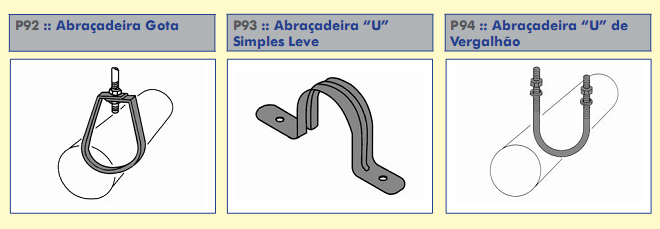 P92 :: Abraçadeira Gota
P93 :: Abraçadeira “U”
Simples Leve
P94 :: Abraçadeira “U” de
Vergalhão